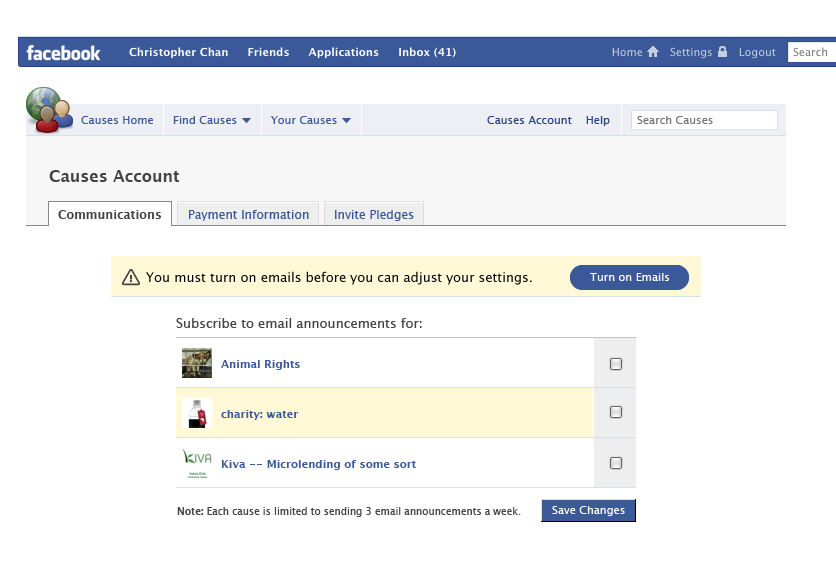 facebook Christopher Chan Friends Applications Inbox (41) Home Settings Logout Search
Causes Home Find Causes Your Causes Causes Account Help Search Causes
Causes Account
Communications Payment Information Invite Pledges
You must turn on emails before you can adjust your settings. Turn on Emails
Subscribe to email announcements for:
Animal Rights
charity: water
KIVA Kiva -- Microlending of some sort
Note: Each cause is limited to sending 3 email announcements a week. Save Changes